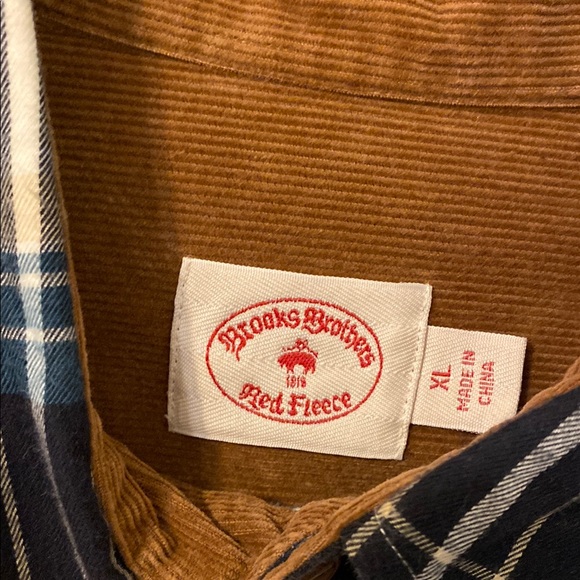 Brooks Brothers
1818
Red Fleece
XL
MADE IN
CHINA